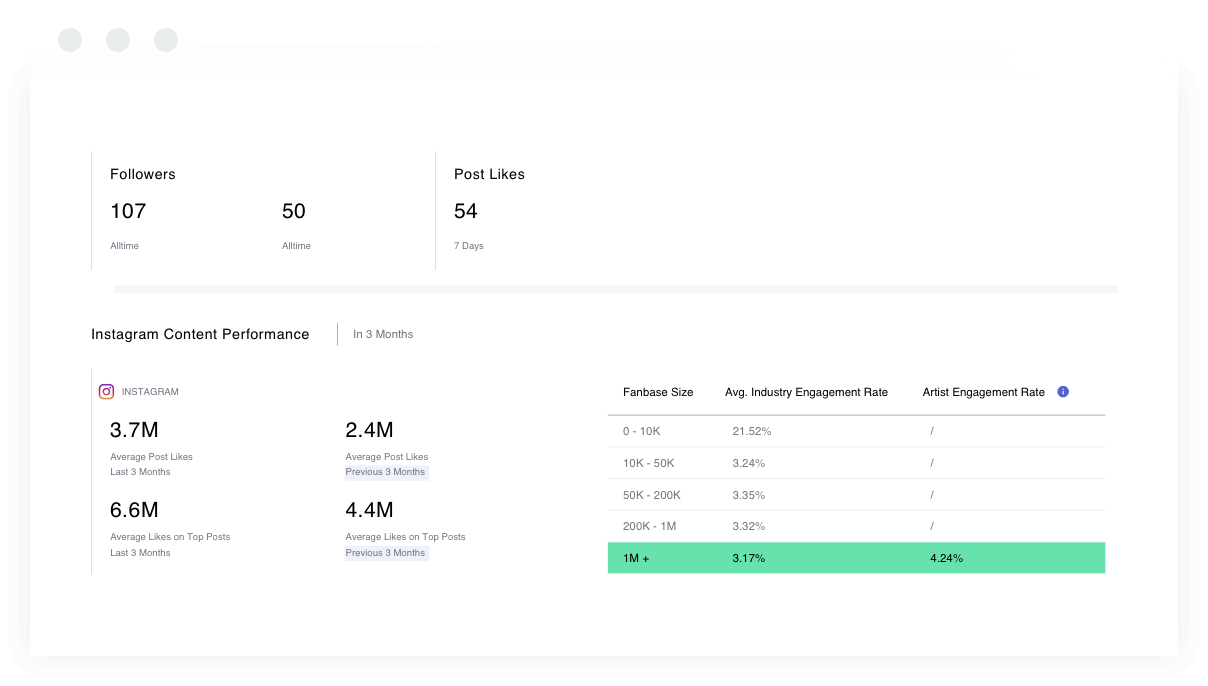 Followers
107
Alltime
50
Alltime
Post Likes
54
7 Days
Instagram Content Performance
In 3 Months
INSTAGRAM
3.7M
Average Post Likes
Last 3 Months
2.4M
Average Post Likes
Previous 3 Months
6.6M
Average Likes on Top Posts
Last 3 Months
4.4M
Average Likes on Top Posts
Previous 3 Months
Fanbase Size Avg. Industry Engagement Rate Artist Engagement Rate i
0 - 10K 21.52% /
10K - 50K 3.24% /
50K - 200K 3.35% /
200K - 1M 3.32% /
1M + 3.17% 4.24%